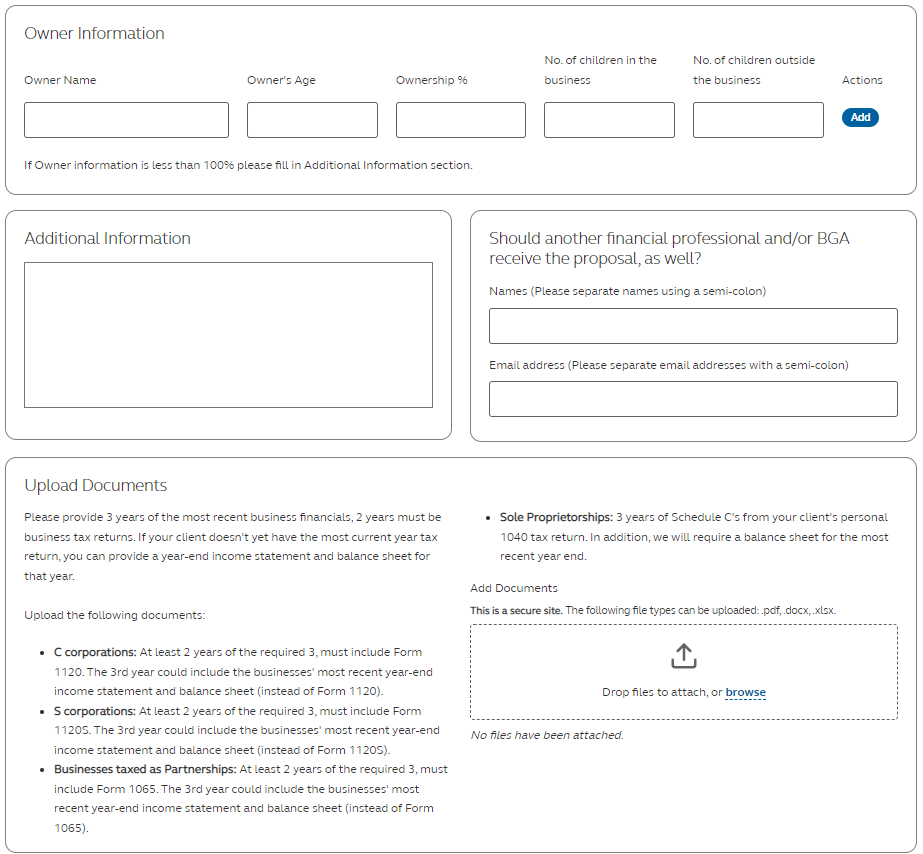 Owner Information
Owner Name
Owner's Age
Ownership %
No. of children in the
business
No. of children outside
the business
Actions
Add
If Owner information is less than 100% please fill in Additional Information section.
Additional Information
Should another financial professional and/or BGA
receive the proposal, as well?
Names (Please separate names using a semi-colon)
Email address (Please separate email addresses with a semi-colon)
Upload Documents
Please provide 3 years of the most recent business financials, 2 years must be
business tax returns. If your client doesn't yet have the most current year tax
return, you can provide a year-end income statement and balance sheet for
that year.
Upload the following documents:
• C corporations: At least 2 years of the required 3, must include Form
1120. The 3rd year could include the businesses' most recent year-end
income statement and balance sheet (instead of Form 1120).
• S corporations: At least 2 years of the required 3, must include Form
1120S. The 3rd year could include the businesses' most recent year-end
income statement and balance sheet (instead of Form 1120S).
• Businesses taxed as Partnerships: At least 2 years of the required 3, must
include Form 1065. The 3rd year could include the businesses' most
recent year-end income statement and balance sheet (instead of Form
1065).
• Sole Proprietorships: 3 years of Schedule C's from your client's personal
1040 tax return. In addition, we will require a balance sheet for the most
recent year end.
Add Documents
This is a secure site. The following file types can be uploaded: .pdf, .docx, .xlsx.
Drop files to attach, or browse
No files have been attached.